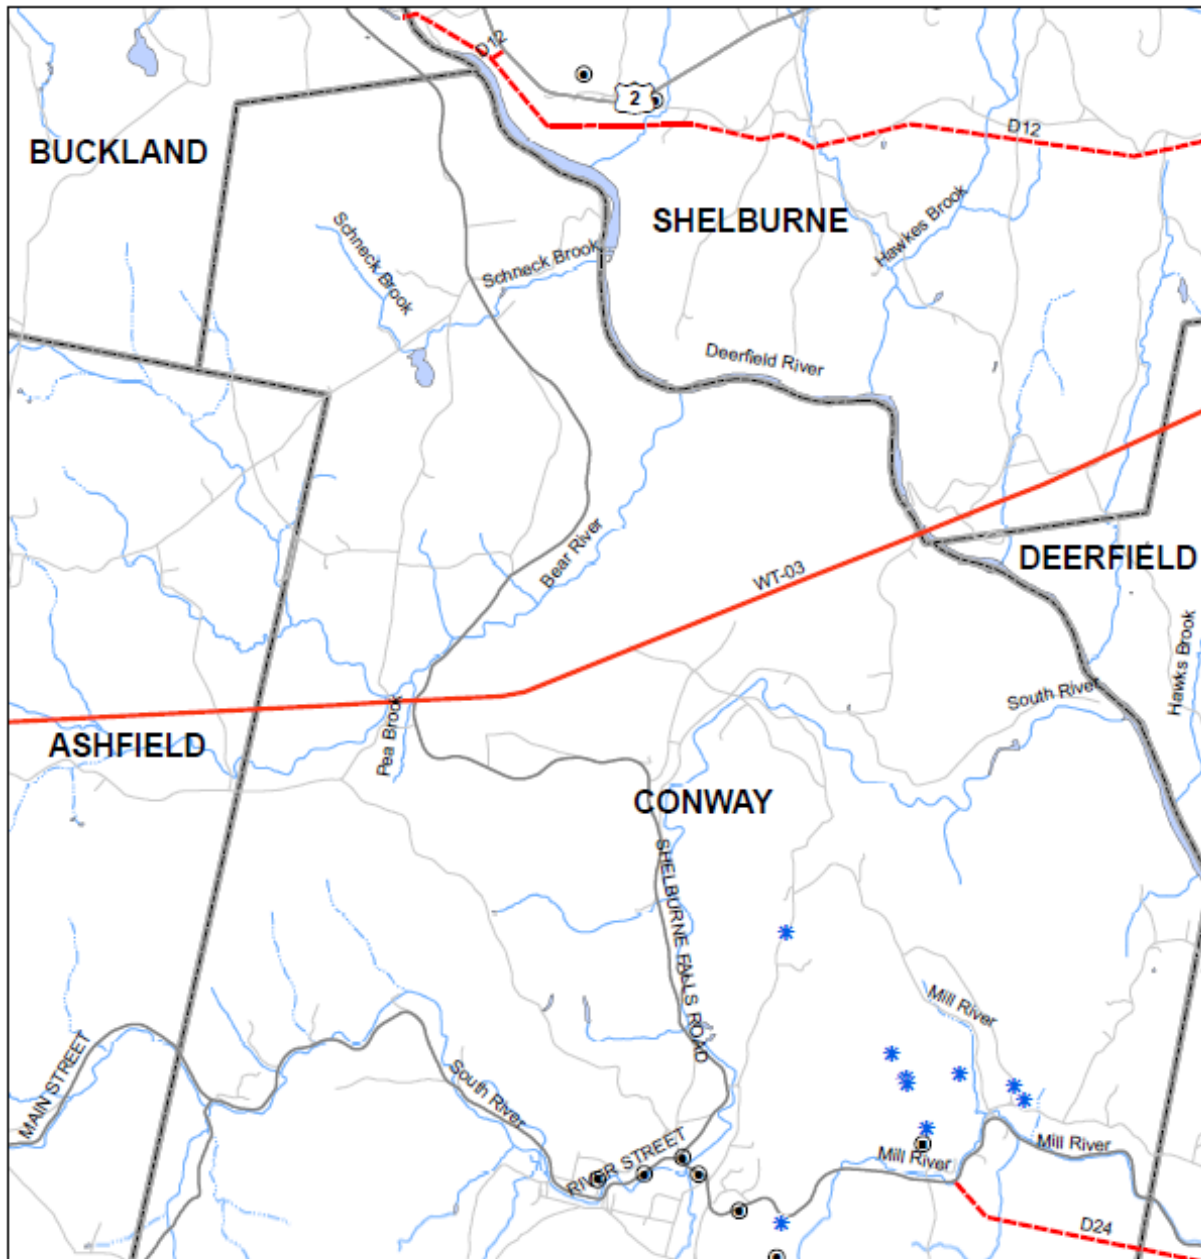 D12
2
D12
BUCKLAND
SHELBURNE
Schneck Brook
Schneck Brook
Hawkes Brook
Deerfield River
Bear River
WT-03
DEERFIELD
Hawks Brook
South River
Pea Brook
ASHFIELD
CONWAY
SHELBURNE FALLS ROAD
Mill River
MAIN STREET
South River
RIVER STREET
Mill River
Mill River
D24